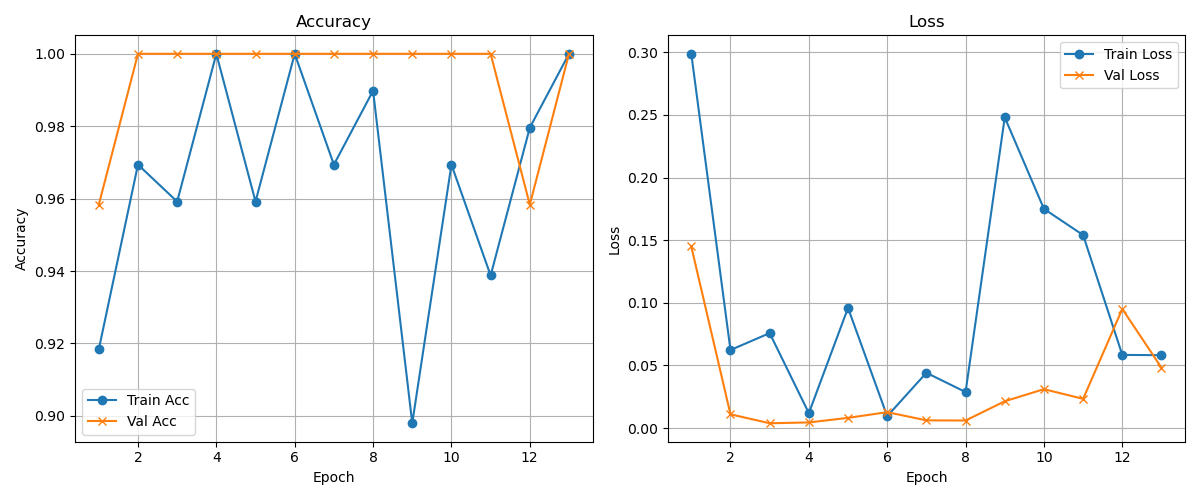 Accuracy
1.00
0.98
0.96
0.94
0.92
0.90
Accuracy
Train Acc
Val Acc
2 4 6 8 10 12
Epoch
Loss
0.30
0.25
0.20
0.15
0.10
0.05
0.00
Loss
Train Loss
Val Loss
2 4 6 8 10 12
Epoch